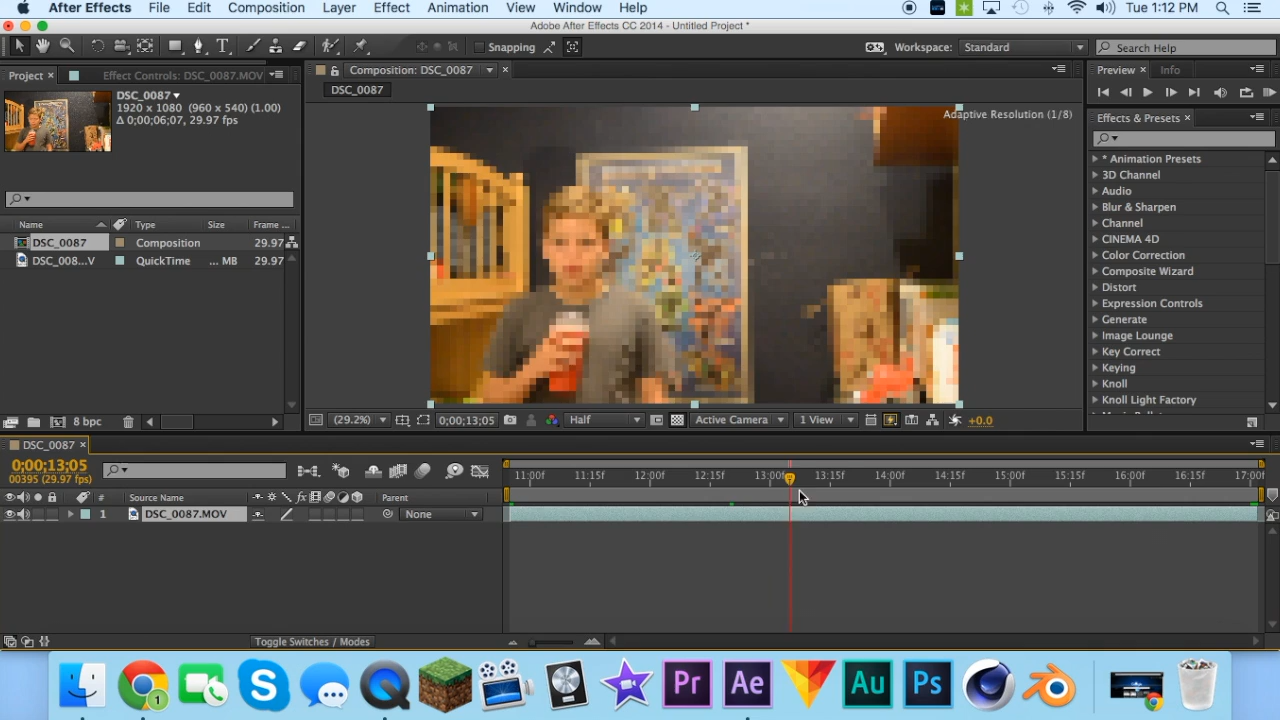 After Effects File Edit Composition Layer Effect Animation View Window Help Tue 1:12 PM
Adobe After Effects CC 2014 - Untitled Project *
Snapping Workspace: Standard Search Help
Project Effect Controls: DSC_0087.MOV
DSC_0087
1920 x 1080 (960 x 540) (1.00)
Δ 0;00;06;07, 29.97 fps
Name Type Size Frame ...
DSC_0087 Composition 29.97
DSC_008...V QuickTime ... MB 29.97
8 bpc
Composition: DSC_0087
DSC_0087
Adaptive Resolution (1/8)
(29.2%) 0;00;13;05 Half Active Camera 1 View +0.0
Preview Info
Effects & Presets
* Animation Presets
3D Channel
Audio
Blur & Sharpen
Channel
CINEMA 4D
Color Correction
Composite Wizard
Distort
Expression Controls
Generate
Image Lounge
Key Correct
Keying
Knoll
Knoll Light Factory
DSC_0087
0;00;13;05
00395 (29.97 fps)
11:00f 11:15f 12:00f 12:15f 13:00f 13:15f 14:00f 14:15f 15:00f 15:15f 16:00f 16:15f 17:00f
# Source Name fx Parent
1 DSC_0087.MOV None
Toggle Switches / Modes
1 Pr Ae Au Ps